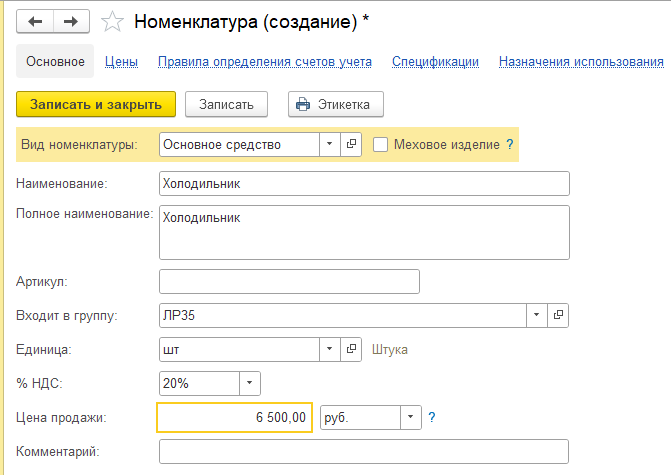 Номенклатура (создание) *
Основное Цены Правила определения счетов учета Спецификации Назначения использования
Записать и закрыть Записать Этикетка
Вид номенклатуры: Основное средство Меховое изделие ?
Наименование: Холодильник
Полное наименование: Холодильник
Артикул:
Входит в группу: ЛР35
Единица: шт Штука
% НДС: 20%
Цена продажи: 6 500,00 руб. ?
Комментарий: